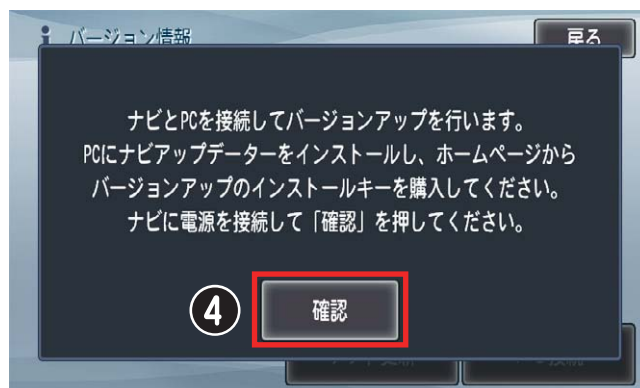 バージョン情報
戻る
ナビとPCを接続してバージョンアップを行います。
PCにナビアップデーターをインストールし、ホームページから
バージョンアップのインストールキーを購入してください。
ナビに電源を接続して「確認」を押してください。
④ 確認